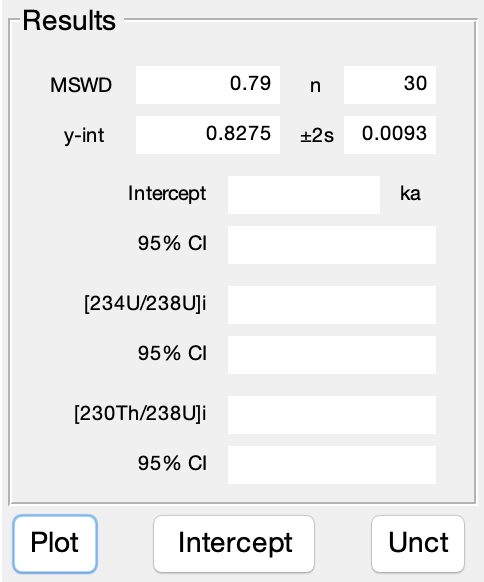 Results
MSWD 0.79 n 30
y-int 0.8275 ±2s 0.0093
Intercept ka
95% CI
[234U/238U]i
95% CI
[230Th/238U]i
95% CI
Plot Intercept Unct